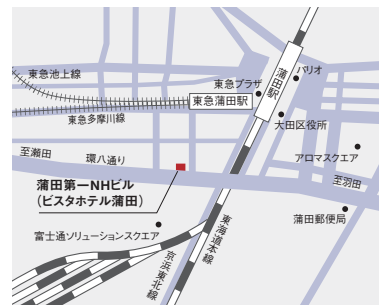 東急池上線
東急プラザ
パリオ
蒲田駅
東急蒲田駅
東急多摩川線
大田区役所
至瀬田
環八通り
アロマスクエア
至羽田
蒲田第一NHビル
(ビスタホテル蒲田)
蒲田郵便局
富士通ソリューションスクエア
東海道本線
京浜東北線